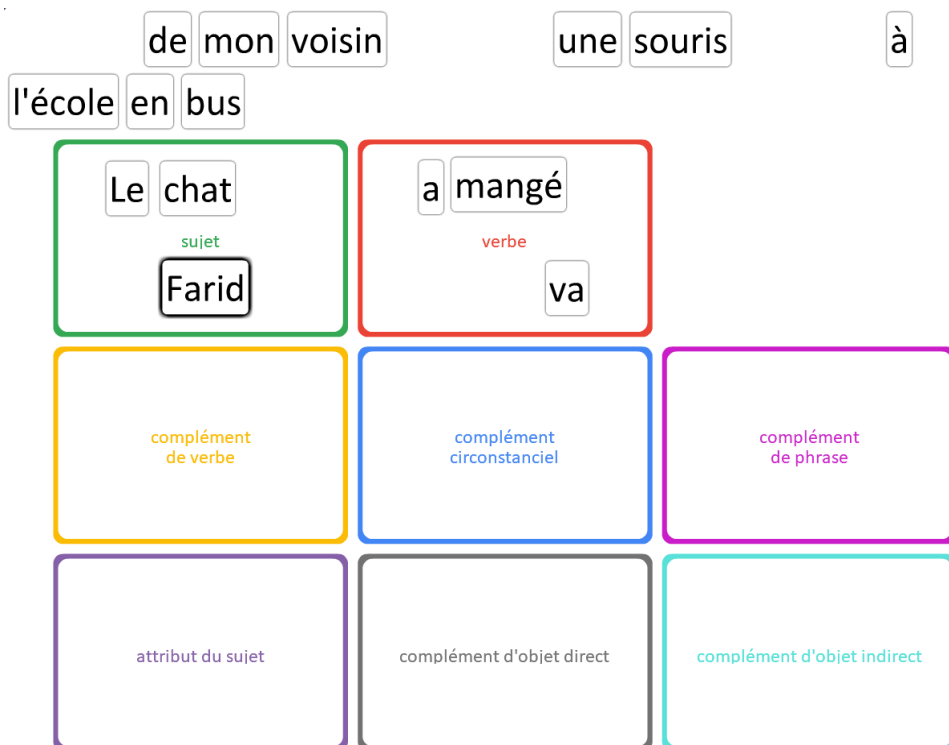 de mon voisin une souris à
l'école en bus
Le chat a mangé
sujet verbe
Farid va
complément complément complément
de verbe circonstanciel de phrase
attribut du sujet complément d'objet direct complément d'objet indirect